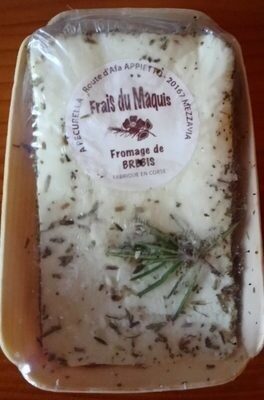 A PECURELLA Route d'Afa APPIETTO - 20167 MEZZAVIA
Frais du Maquis
Fromage de
BREBIS
FABRIQUÉ EN CORSE